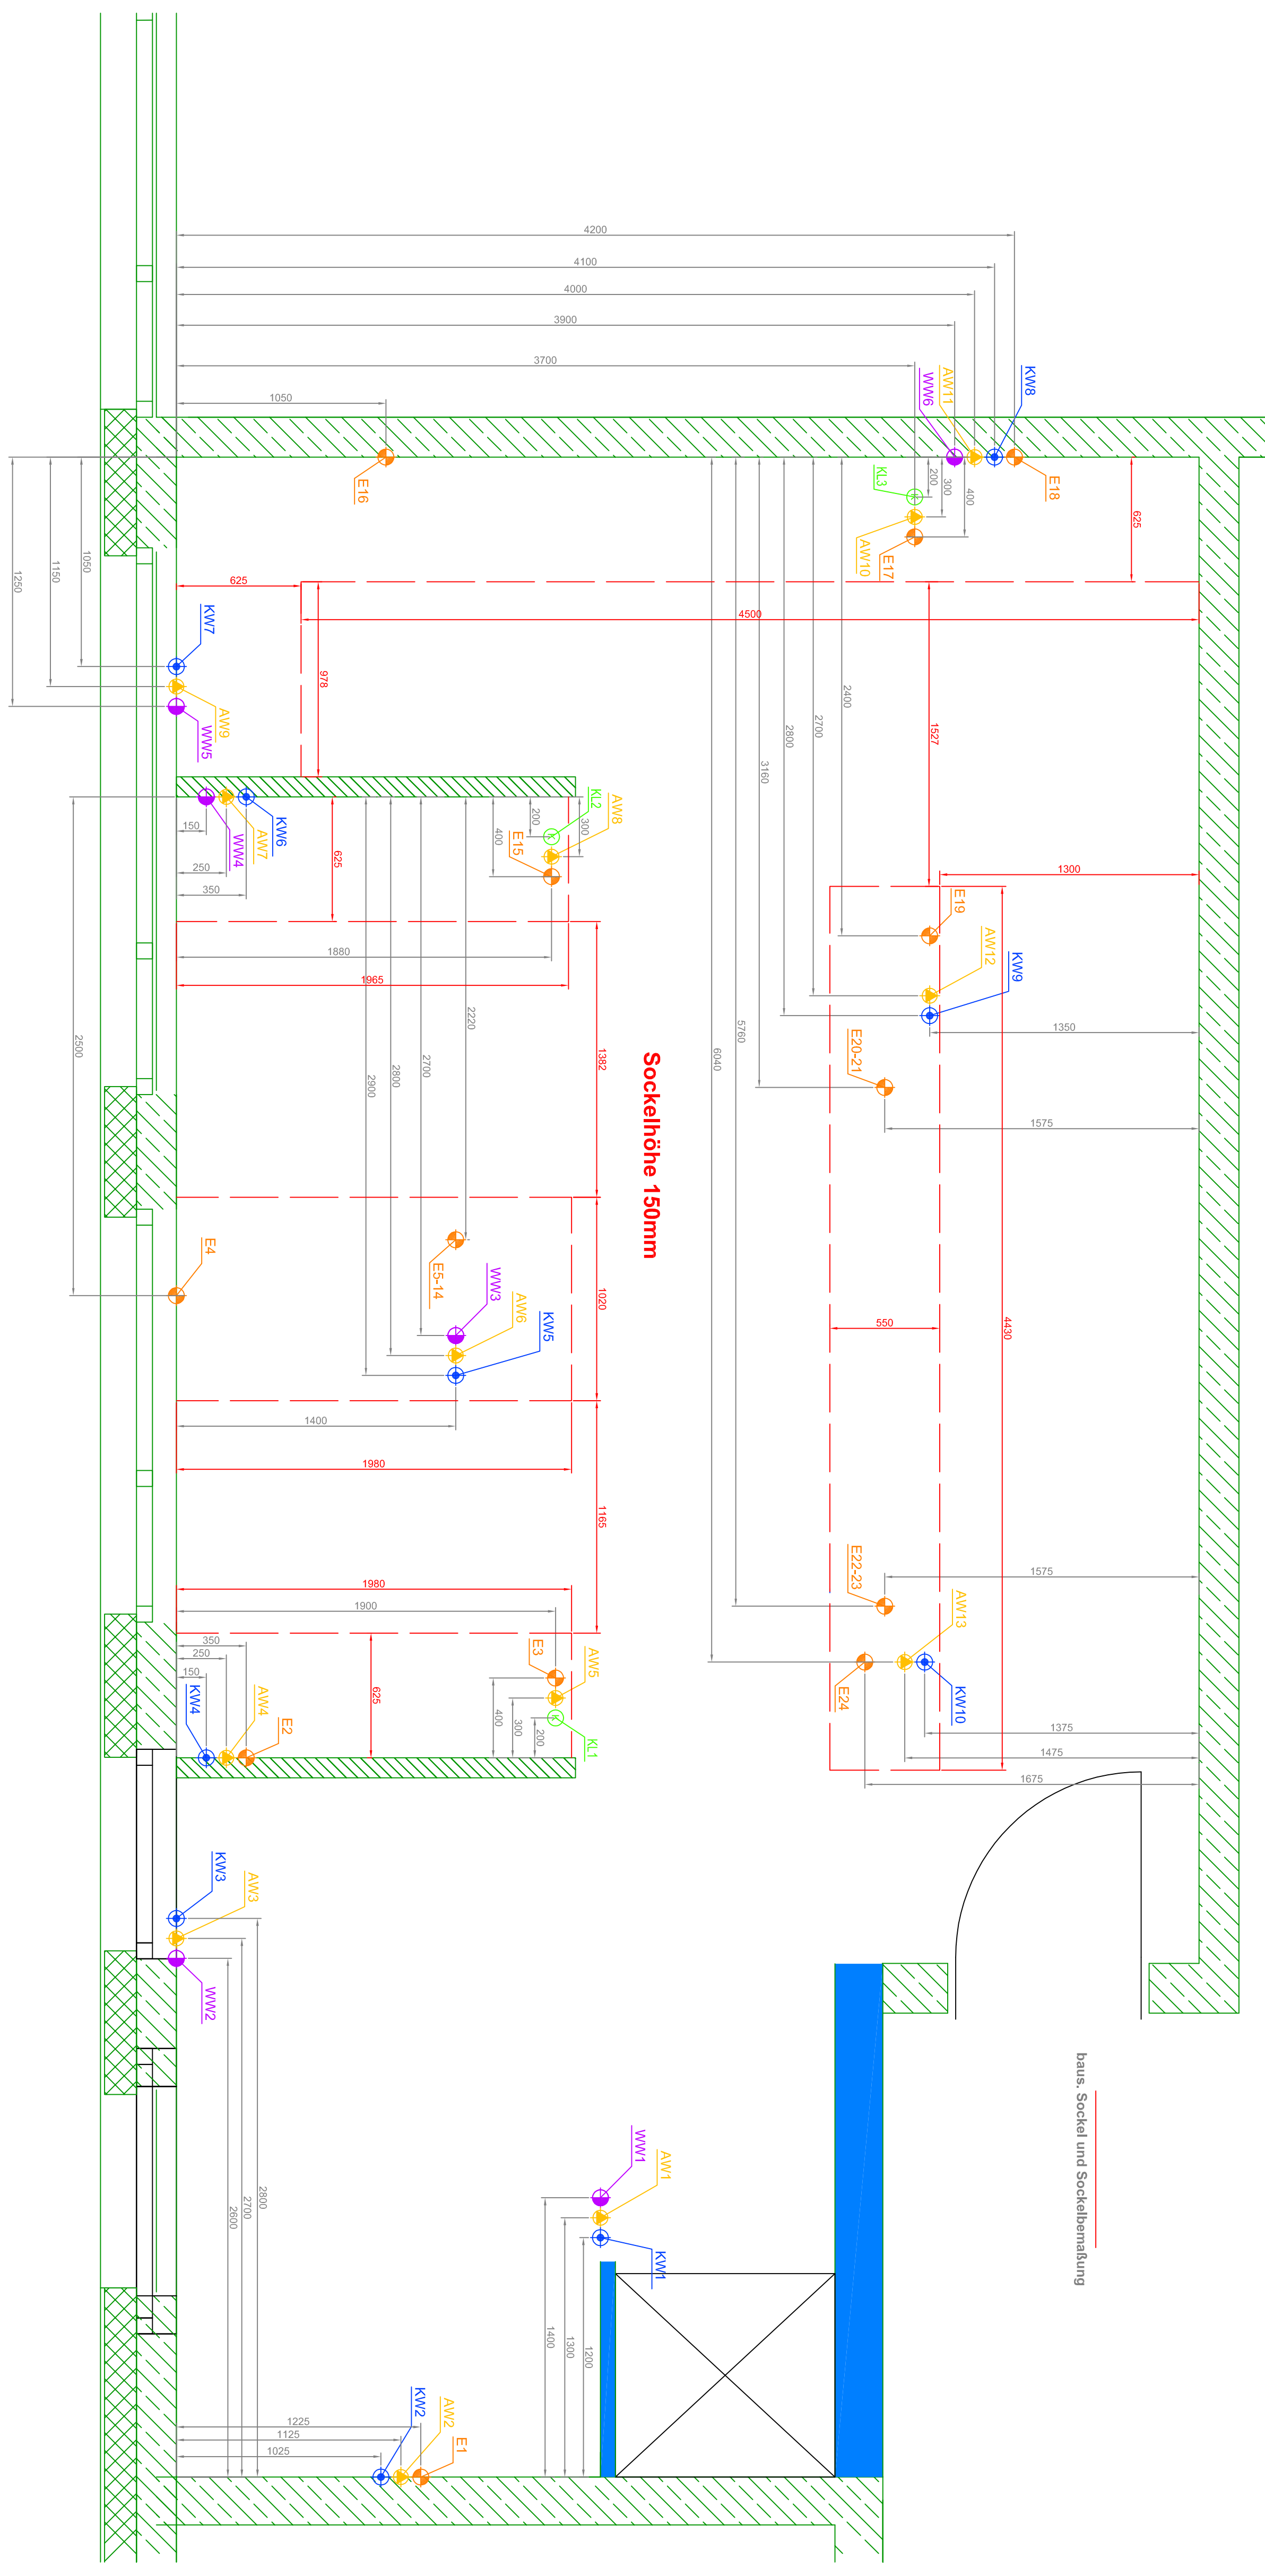 4200
4100
4000
3900
3700
1050
KW8
AW11
WW6
E18
E16
KL3
200
300
400
625
AW10
E17
1050
1150
1250
625
4500
978
KW7
AW9
WW5
2400
2700
2800
3160
5760
6040
1527
1300
KL2
AW8
200
300
400
E15
KW6
AW7
WW4
150
250
350
625
E19
AW12
KW9
1880
1965
2220
2700
2800
2900
2500
1382
1350
E20-21
1575
Sockelhöhe 150mm
E4
E5-14
WW3
AW6
KW5
1020
550
4430
1400
1980
1165
E22-23
1575
1980
1900
AW13
350
250
150
E3
AW5
KL1
400
300
200
625
KW4
AW4
E2
E24
KW10
1375
1475
1675
KW3
AW3
WW2
baus. Sockel und Sockelbemaßung
WW1
AW1
KW1
2800
2700
2600
1400
1300
1200
1225
1125
1025
KW2
AW2
E1